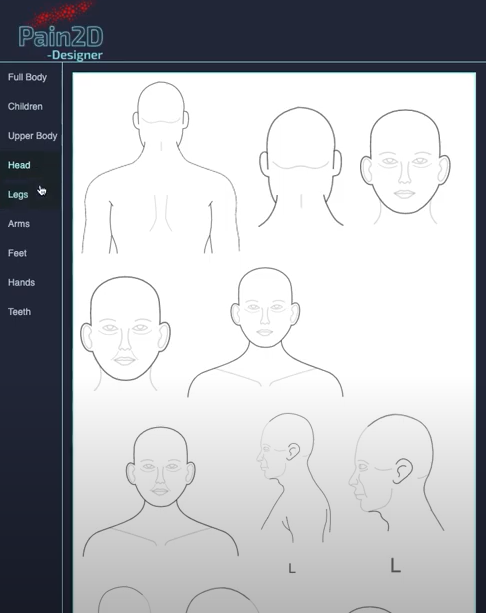 Pain2D
-Designer
Full Body
Children
Upper Body
Head
Legs
Arms
Feet
Hands
Teeth
L
L